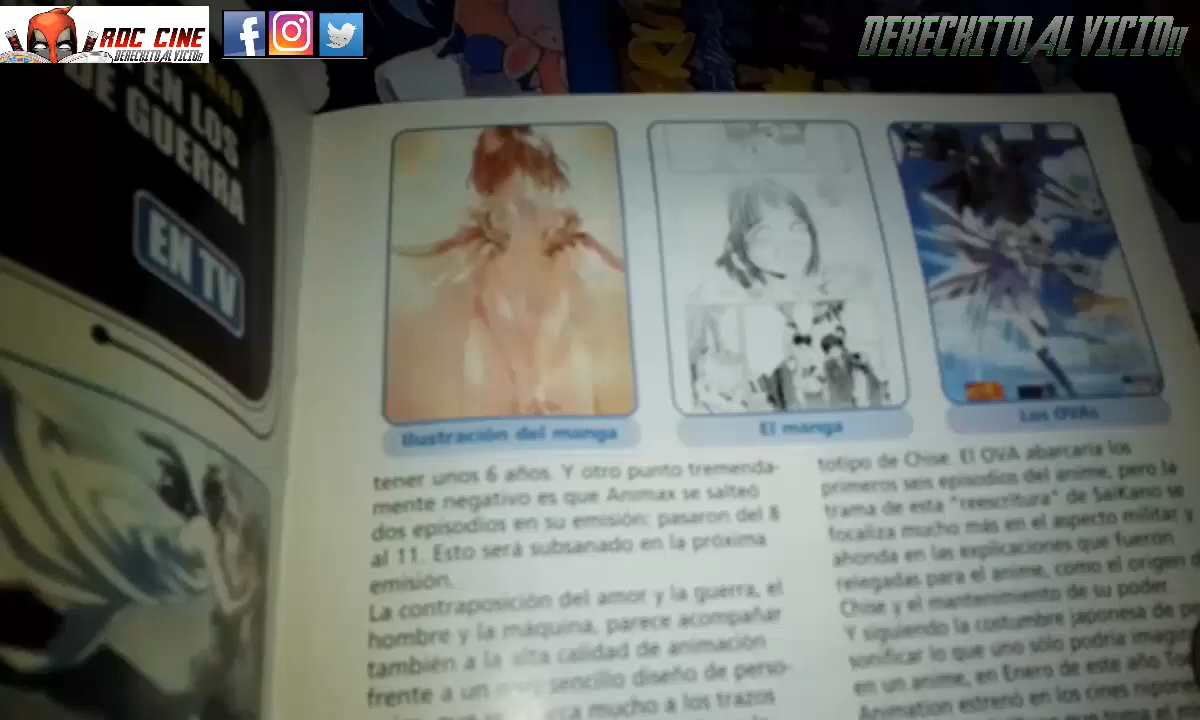 RDC CINE
DERECHITO AL VICIO!!
DERECHITO AL VICIO!!
EN LOS
DE GUERRA
EN TV
Ilustración del manga
El manga
Los OVAs
tener unos 6 años. Y otro punto tremenda-
mente negativo es que Animax se salteó
dos episodios en su emisión: pasaron del 8
al 11. Esto será subsanado en la próxima
emisión.
La contraposición del amor y la guerra, el
hombre y la máquina, parece acompañar
también a la alta calidad de animación
frente a un sencillo diseño de perso-
mucho a los trazos
totipo de Chise. El OVA abarcaría los
primeros seis episodios del anime, pero la
trama de esta "reescritura" de SaiKano se
focaliza mucho más en el aspecto militar y
ahonda en las explicaciones que fueron
relegadas para el anime, como el origen
Chise y el mantenimiento de su poder.
Y siguiendo la costumbre japonesa de
sonificar lo que uno sólo podría
en un anime, en Enero de este año
Animation estrenó en los cines